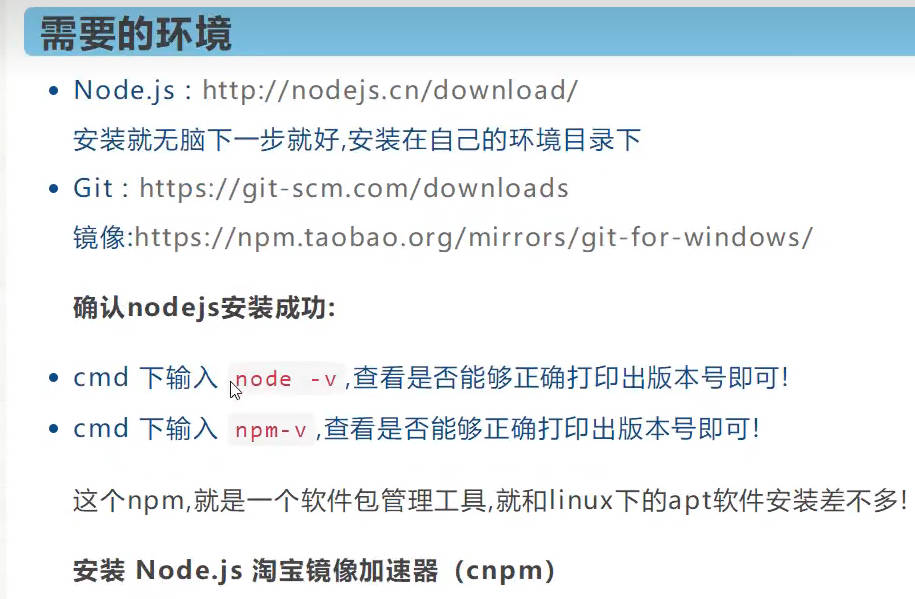 需要的环境
Node.js : http://nodejs.cn/download/
安装就无脑下一步就好,安装在自己的环境目录下
Git : https://git-scm.com/downloads
镜像:https://npm.taobao.org/mirrors/git-for-windows/
确认nodejs安装成功:
cmd 下输入 node -v ,查看是否能够正确打印出版本号即可!
cmd 下输入 npm-v ,查看是否能够正确打印出版本号即可!
这个npm,就是一个软件包管理工具,就和linux下的apt软件安装差不多!
安装 Node.js 淘宝镜像加速器（cnpm）